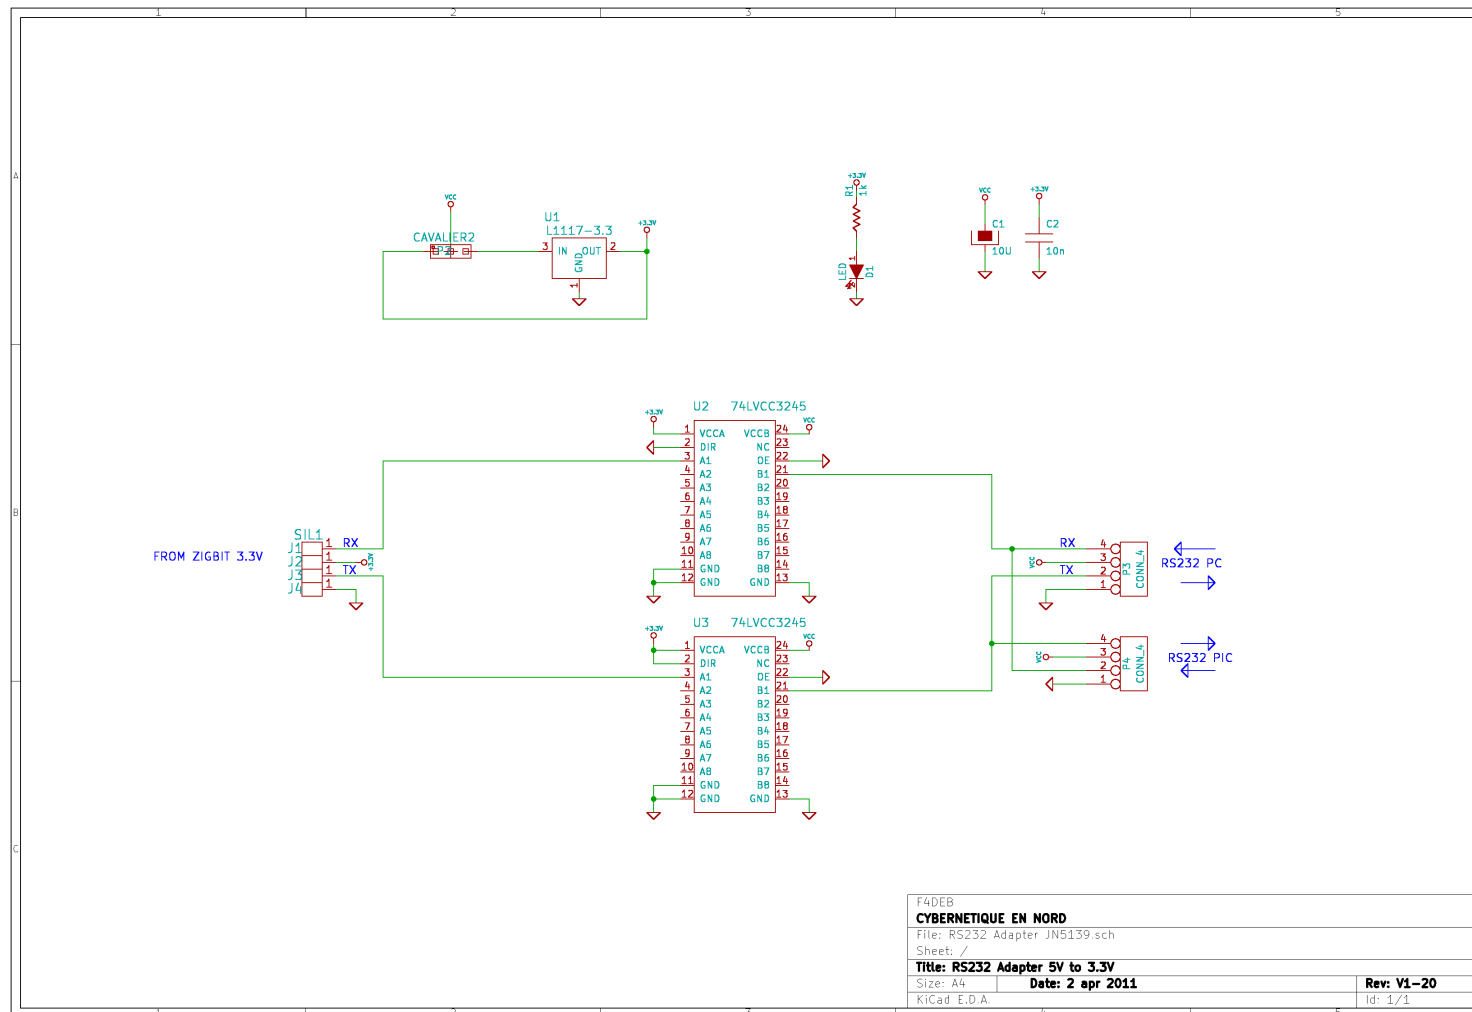 1 2 3 4 5
A
B
C
VCC
CAVALIER2
U1
L1117-3.3
3 IN OUT 2
GND
1
+3.3V
+3.3V
R1
1k
LED
1
2
D1
VCC
C1
10U
+3.3V
C2
10n
U2 74LVCC3245
+3.3V
VCC
1 VCCA VCCB 24
2 DIR NC 23
3 A1 OE 22
4 A2 B1 21
5 A3 B2 20
6 A4 B3 19
7 A5 B4 18
8 A6 B5 17
9 A7 B6 16
10 A8 B7 15
11 GND B8 14
12 GND GND 13
FROM ZIGBIT 3.3V
SIL1
J1 1 RX
J2 1 +3.3V
J3 1 TX
J4 1
U3 74LVCC3245
+3.3V
VCC
1 VCCA VCCB 24
2 DIR NC 23
3 A1 OE 22
4 A2 B1 21
5 A3 B2 20
6 A4 B3 19
7 A5 B4 18
8 A6 B5 17
9 A7 B6 16
10 A8 B7 15
11 GND B8 14
12 GND GND 13
RX 4
VCC 3
TX 2
1
P3
CONN_4
RS232 PC
4
VCC 3
2
1
P4
CONN_4
RS232 PIC
F4DEB
CYBERNETIQUE EN NORD
File: RS232 Adapter JN5139.sch
Sheet: /
Title: RS232 Adapter 5V to 3.3V
Size: A4 Date: 2 apr 2011 Rev: V1-20
KiCad E.D.A. Id: 1/1
1 2 3 4 5